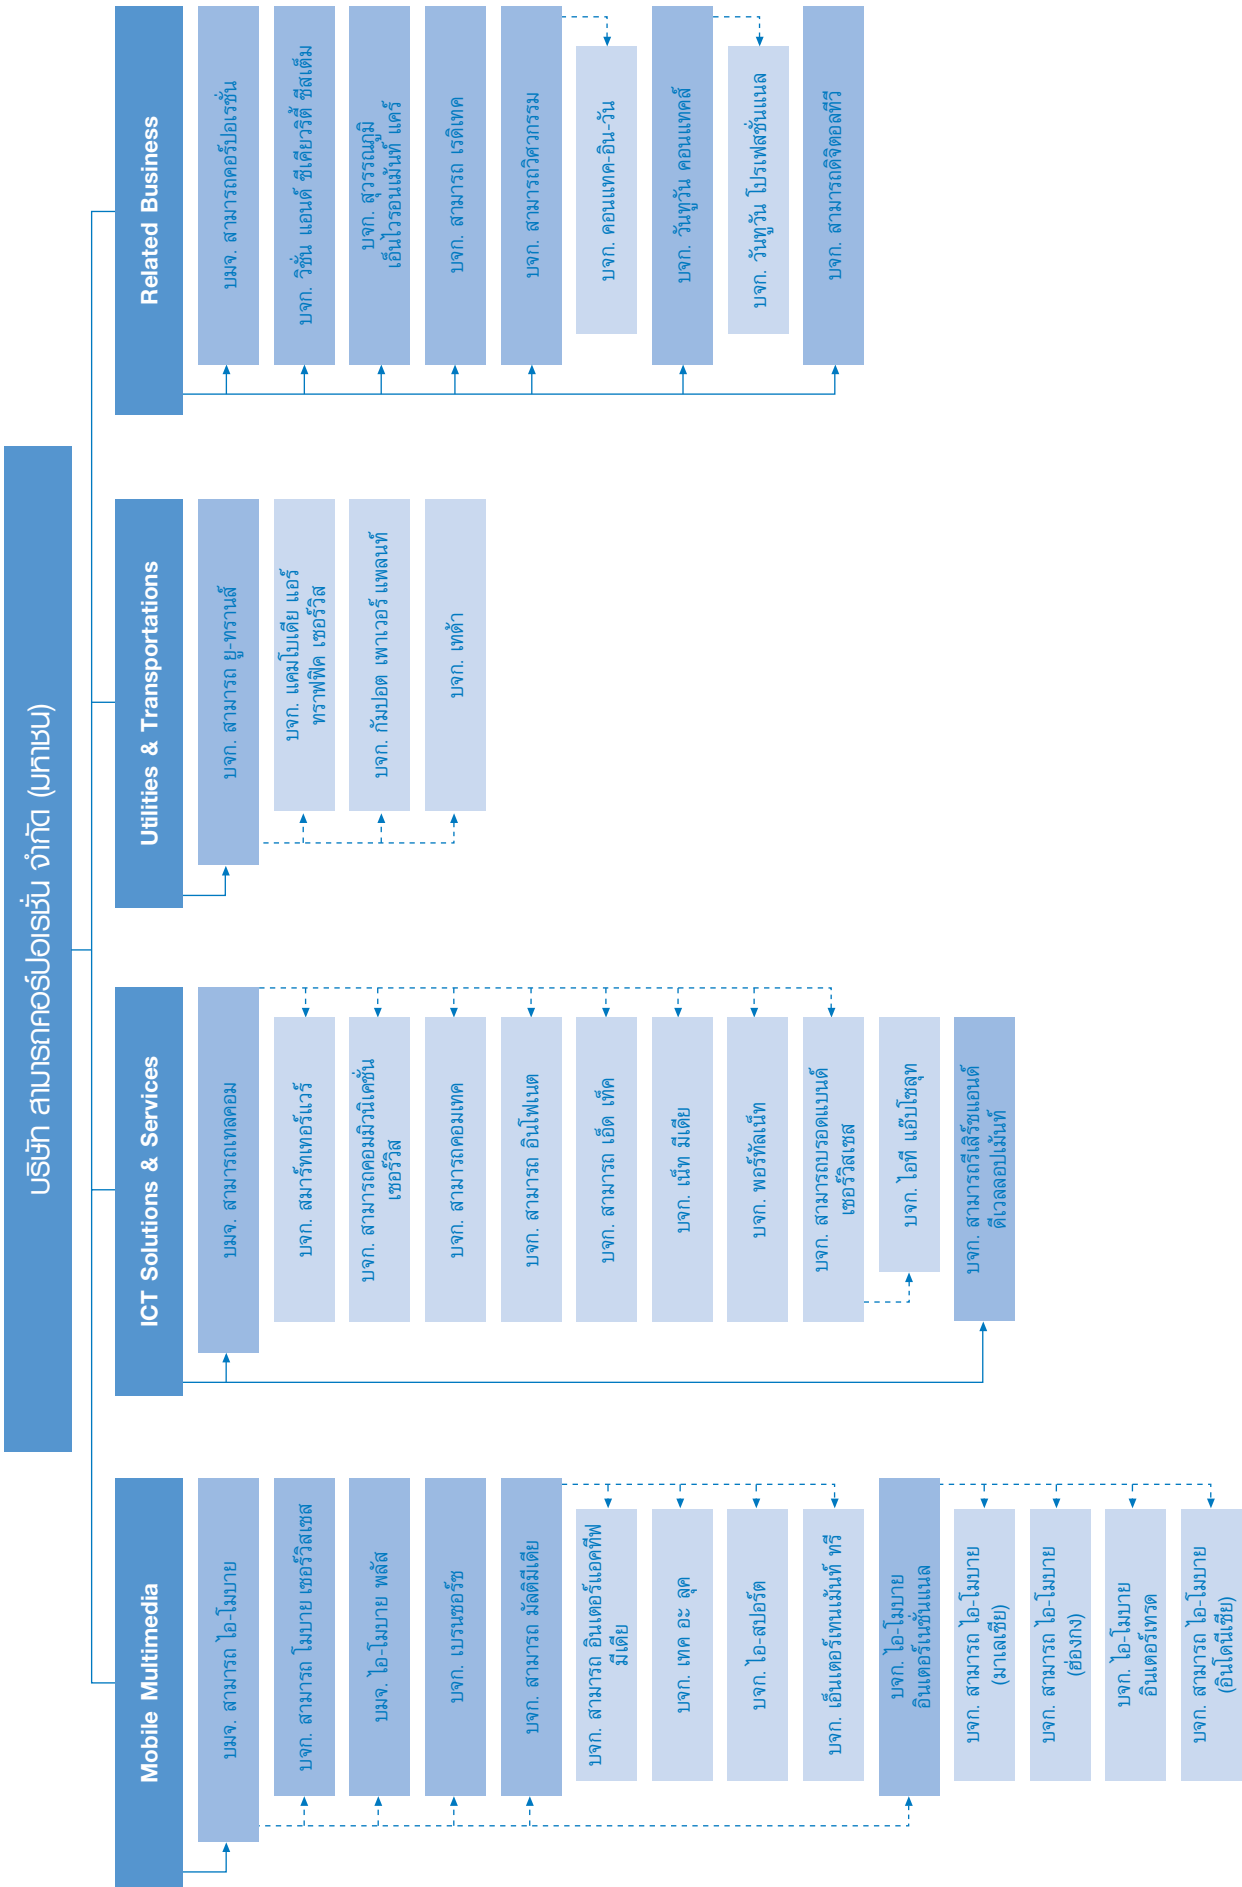 บริษัท สามารถคอร์ปอเรชั่น จำกัด (มหาชน)
Mobile Multimedia
บมจ. สามารถ ไอ-โมบาย
บจก. สามารถ โมบาย เซอร์วิสเซส
บมจ. ไอ-โมบาย พลัส
บจก. เบรนซอร์ซ
บจก. สามารถ มัลติมีเดีย
บจก. สามารถ อินเตอร์แอคทีฟ
มีเดีย
บจก. เทค อะ ลุค
บจก. ไอ-สปอร์ต
บจก. เอ็นเตอร์เทนเม้นท์ ทรี
บจก. ไอ-โมบาย
อินเตอร์เนชั่นแนล
บจก. สามารถ ไอ-โมบาย
(มาเลเซีย)
บจก. สามารถ ไอ-โมบาย
(ฮ่องกง)
บจก. ไอ-โมบาย
อินเตอร์เทรด
บจก. สามารถ ไอ-โมบาย
(อินโดนีเซีย)
ICT Solutions & Services
บมจ. สามารถเทลคอม
บจก. สมาร์ทเทอร์แวร์
บจก. สามารถคอมมิวนิเคชั่น
เซอร์วิส
บจก. สามารถคอมเทค
บจก. สามารถ อินโฟเนต
บจก. สามารถ เอ็ด เท็ค
บจก. เน็ท มีเดีย
บจก. พอร์ทัลเน็ท
บจก. สามารถบรอดแบนด์
เซอร์วิสเซส
บจก. ไอที แอ๊บโซลุท
บจก. สามารถรีเสิร์ชแอนด์
ดีเวลลอปเม้นท์
Utilities & Transportations
บจก. สามารถ ยู-ทรานส์
บจก. แคมโบเดีย แอร์
ทราฟฟิค เซอร์วิส
บจก. กัมปอต เพาเวอร์ แพลนท์
บจก. เทด้า
Related Business
บมจ. สามารถคอร์ปอเรชั่น
บจก. วิชั่น แอนด์ ซีเคียวริตี้ ซีสเต็ม
บจก. สุวรรณภูมิ
เอ็นไวรอนเม้นท์ แคร์
บจก. สามารถ เรดิเทค
บจก. สามารถวิศวกรรม
บจก. คอนแทค-อิน-วัน
บจก. วันทูวัน คอนแทคส์
บจก. วันทูวัน โปรเฟสชั่นแนล
บจก. สามารถดิจิตอลทีวี